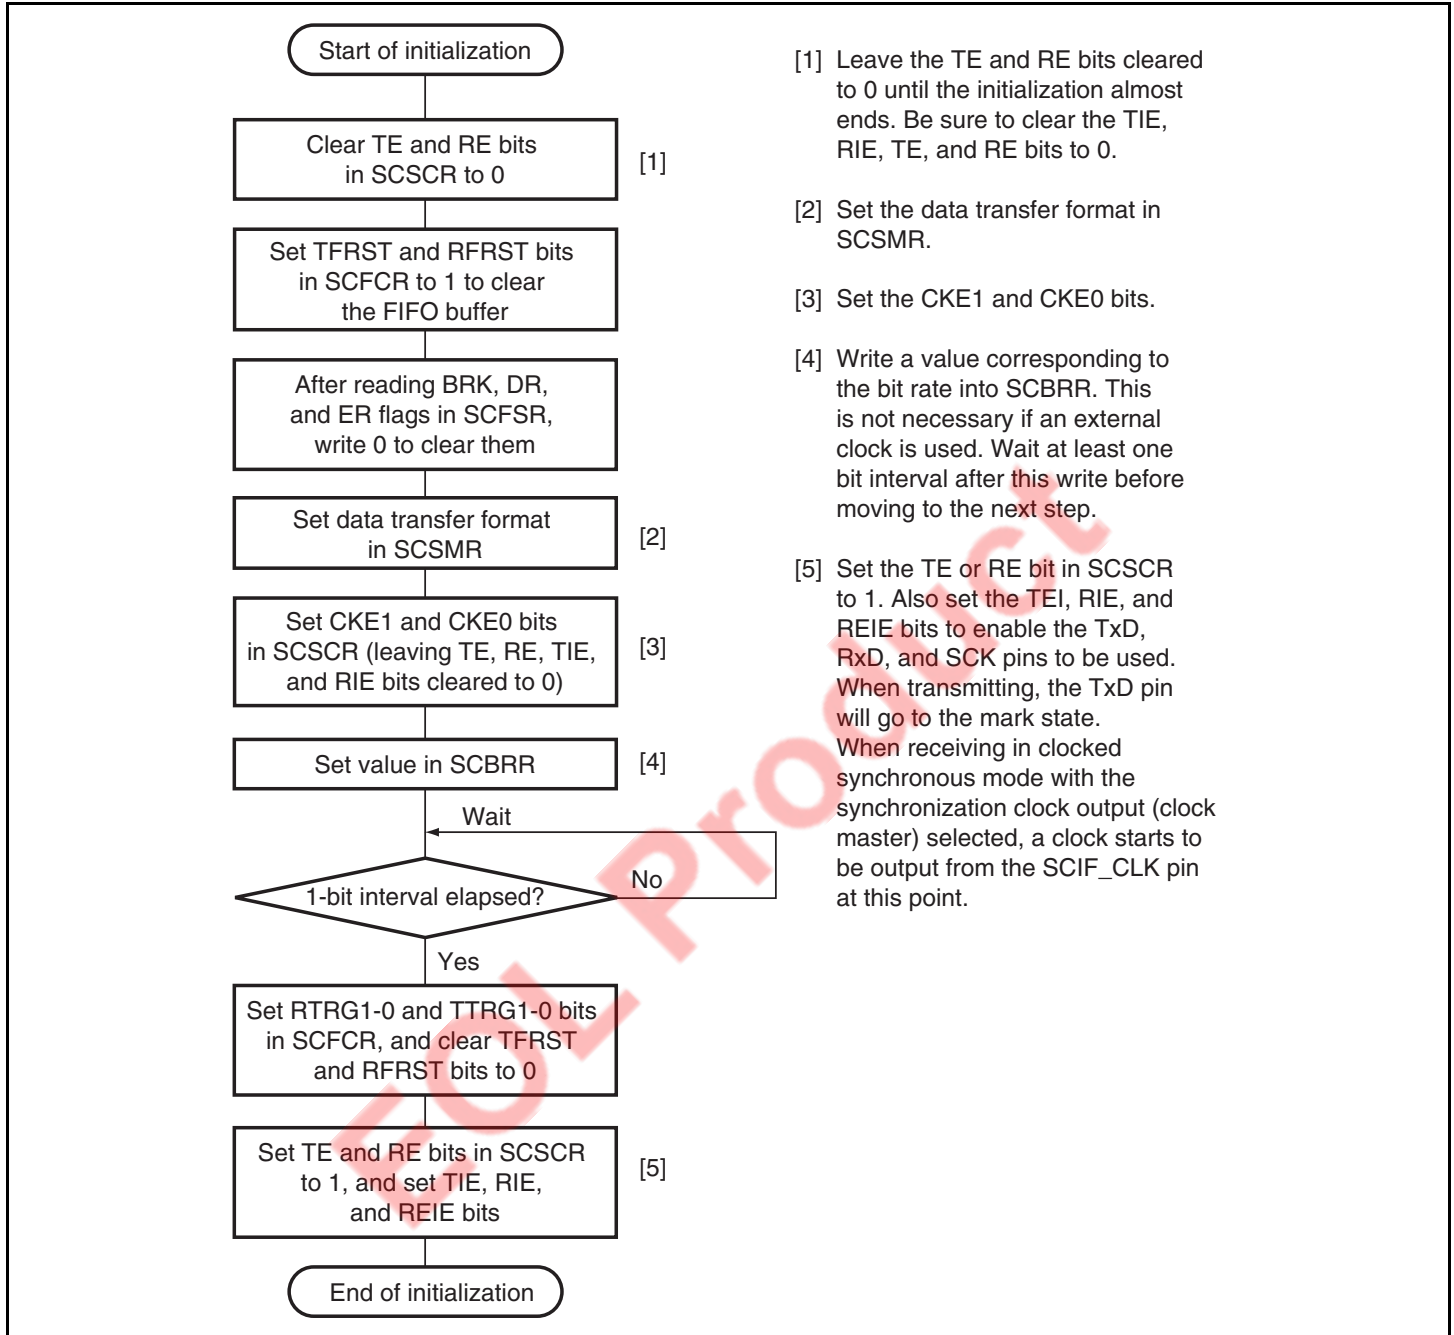 Start of initialization
Clear TE and RE bits
in SCSCR to 0
[1]
Set TFRST and RFRST bits
in SCFCR to 1 to clear
the FIFO buffer
After reading BRK, DR,
and ER flags in SCFSR,
write 0 to clear them
Set data transfer format
in SCSMR
[2]
Set CKE1 and CKE0 bits
in SCSCR (leaving TE, RE, TIE,
and RIE bits cleared to 0)
[3]
Set value in SCBRR
[4]
Wait
1-bit interval elapsed?
No
Yes
Set RTRG1-0 and TTRG1-0 bits
in SCFCR, and clear TFRST
and RFRST bits to 0
Set TE and RE bits in SCSCR
to 1, and set TIE, RIE,
and REIE bits
[5]
End of initialization
[1] Leave the TE and RE bits cleared
to 0 until the initialization almost
ends. Be sure to clear the TIE,
RIE, TE, and RE bits to 0.
[2] Set the data transfer format in
SCSMR.
[3] Set the CKE1 and CKE0 bits.
[4] Write a value corresponding to
the bit rate into SCBRR. This
is not necessary if an external
clock is used. Wait at least one
bit interval after this write before
moving to the next step.
[5] Set the TE or RE bit in SCSCR
to 1. Also set the TEI, RIE, and
REIE bits to enable the TxD,
RxD, and SCK pins to be used.
When transmitting, the TxD pin
will go to the mark state.
When receiving in clocked
synchronous mode with the
synchronization clock output (clock
master) selected, a clock starts to
be output from the SCIF_CLK pin
at this point.
EOL Product